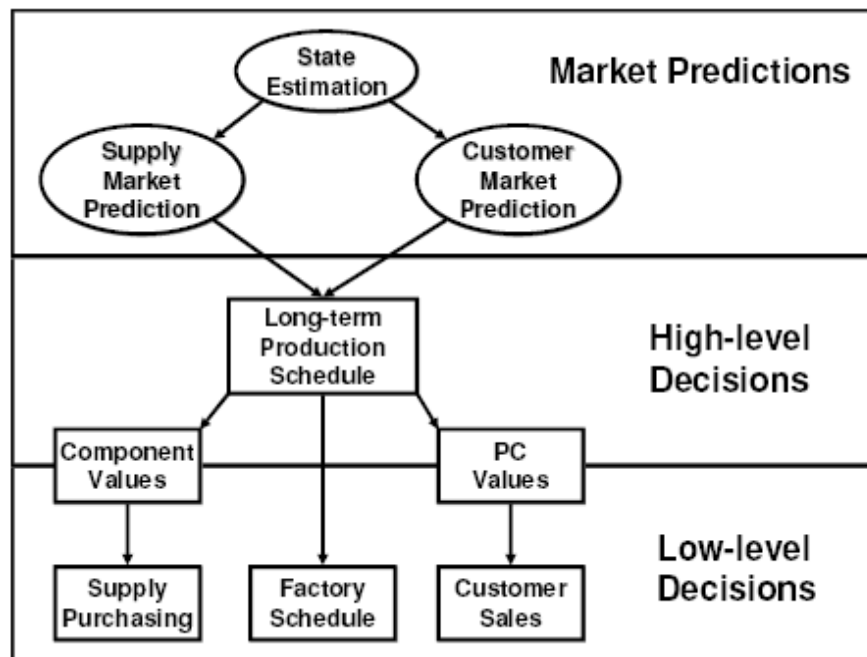 State
Estimation
Market Predictions
Supply
Market
Prediction
Customer
Market
Prediction
Long-term
Production
Schedule
High-level
Decisions
Component
Values
PC
Values
Low-level
Decisions
Supply
Purchasing
Factory
Schedule
Customer
Sales